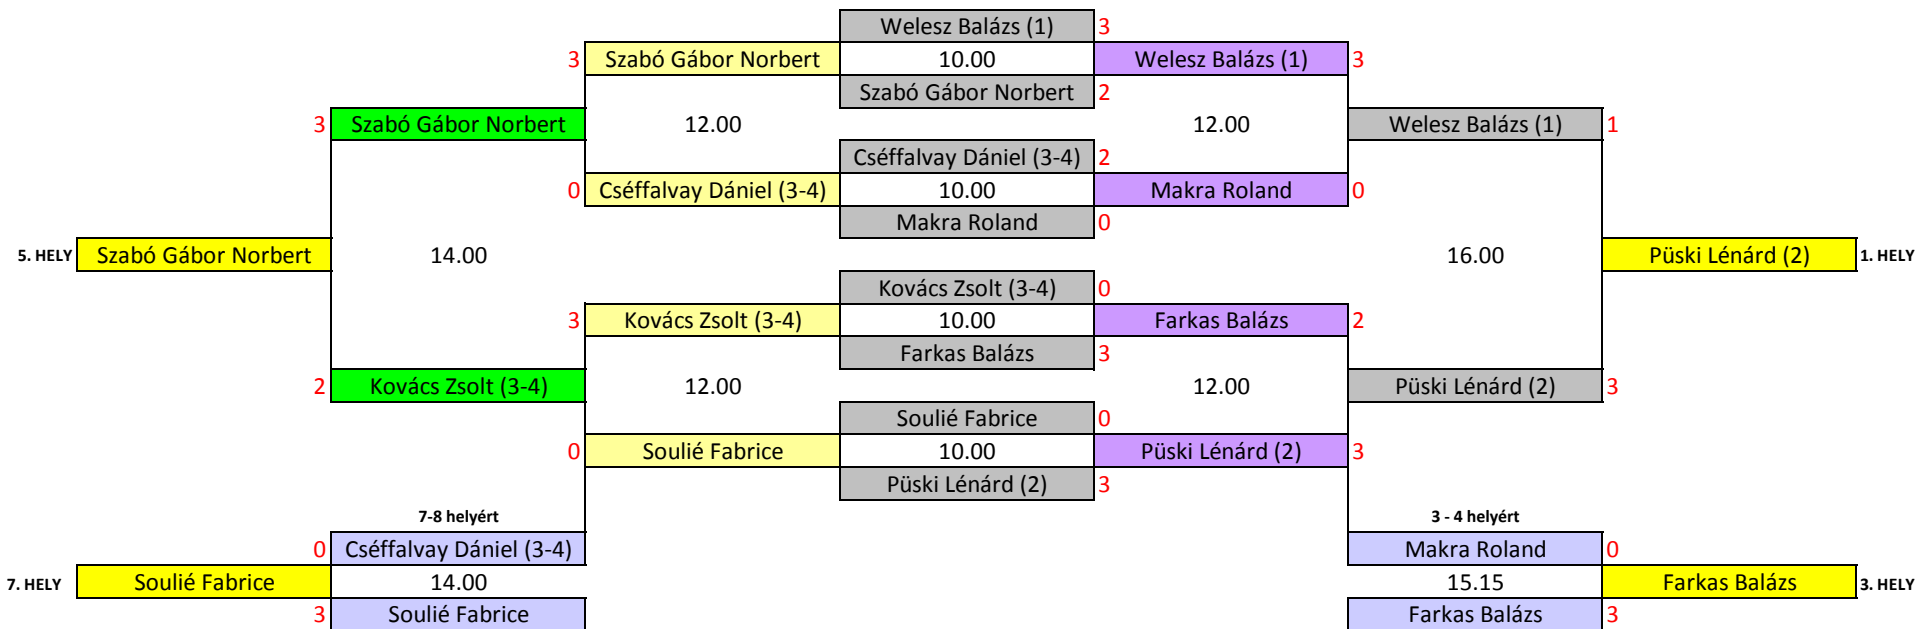 Welesz Balázs (1) 3
3 Szabó Gábor Norbert 10.00 Welesz Balázs (1) 3
Szabó Gábor Norbert 2
3 Szabó Gábor Norbert 12.00 12.00 Welesz Balázs (1) 1
Cséffalvay Dániel (3-4) 2
0 Cséffalvay Dániel (3-4) 10.00 Makra Roland 0
Makra Roland 0
5. HELY Szabó Gábor Norbert 14.00 16.00 Püski Lénárd (2) 1. HELY
Kovács Zsolt (3-4) 0
3 Kovács Zsolt (3-4) 10.00 Farkas Balázs 2
Farkas Balázs 3
2 Kovács Zsolt (3-4) 12.00 12.00 Püski Lénárd (2) 3
Soulié Fabrice 0
0 Soulié Fabrice 10.00 Püski Lénárd (2) 3
Püski Lénárd (2) 3
7-8 helyért 3 - 4 helyért
0 Cséffalvay Dániel (3-4) Makra Roland 0
7. HELY Soulié Fabrice 14.00 15.15 Farkas Balázs 3. HELY
3 Soulié Fabrice Farkas Balázs 3